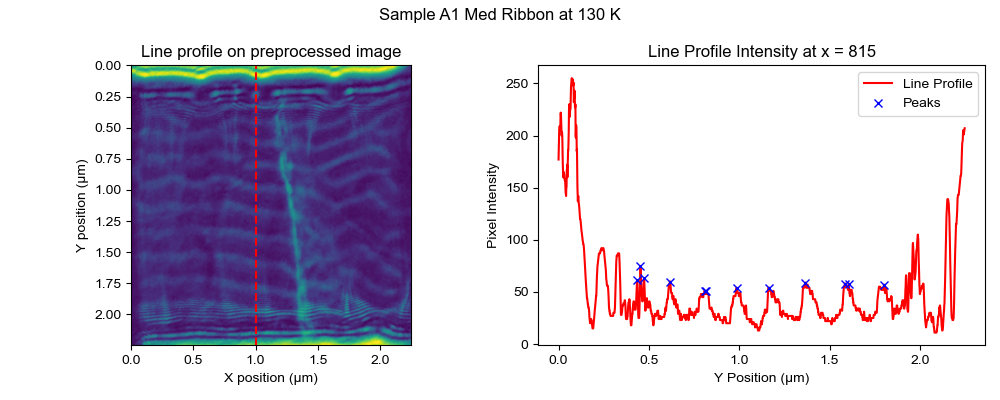 Sample A1 Med Ribbon at 130 K
Line profile on preprocessed image
0.00
0.25
0.50
0.75
1.00
1.25
1.50
1.75
2.00
Y position (μm)
0.0
0.5
1.0
1.5
2.0
X position (μm)
Line Profile Intensity at x = 815
250
200
150
100
50
0
Pixel Intensity
Line Profile
Peaks
0.0
0.5
1.0
1.5
2.0
Y Position (μm)